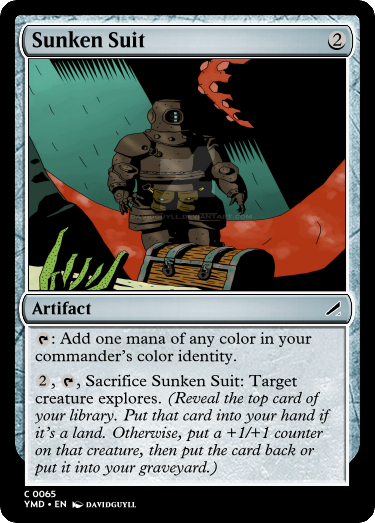 Sunken Suit 2
DAVIDGUYLL.DEVIANTART.COM
Artifact
: Add one mana of any color in your
commander's color identity.
2, , Sacrifice Sunken Suit: Target
creature explores. (Reveal the top card of
your library. Put that card into your hand if
it's a land. Otherwise, put a +1/+1 counter
on that creature, then put the card back or
put it into your graveyard.)
C 0065
YMD • EN DAVIDGUYLL